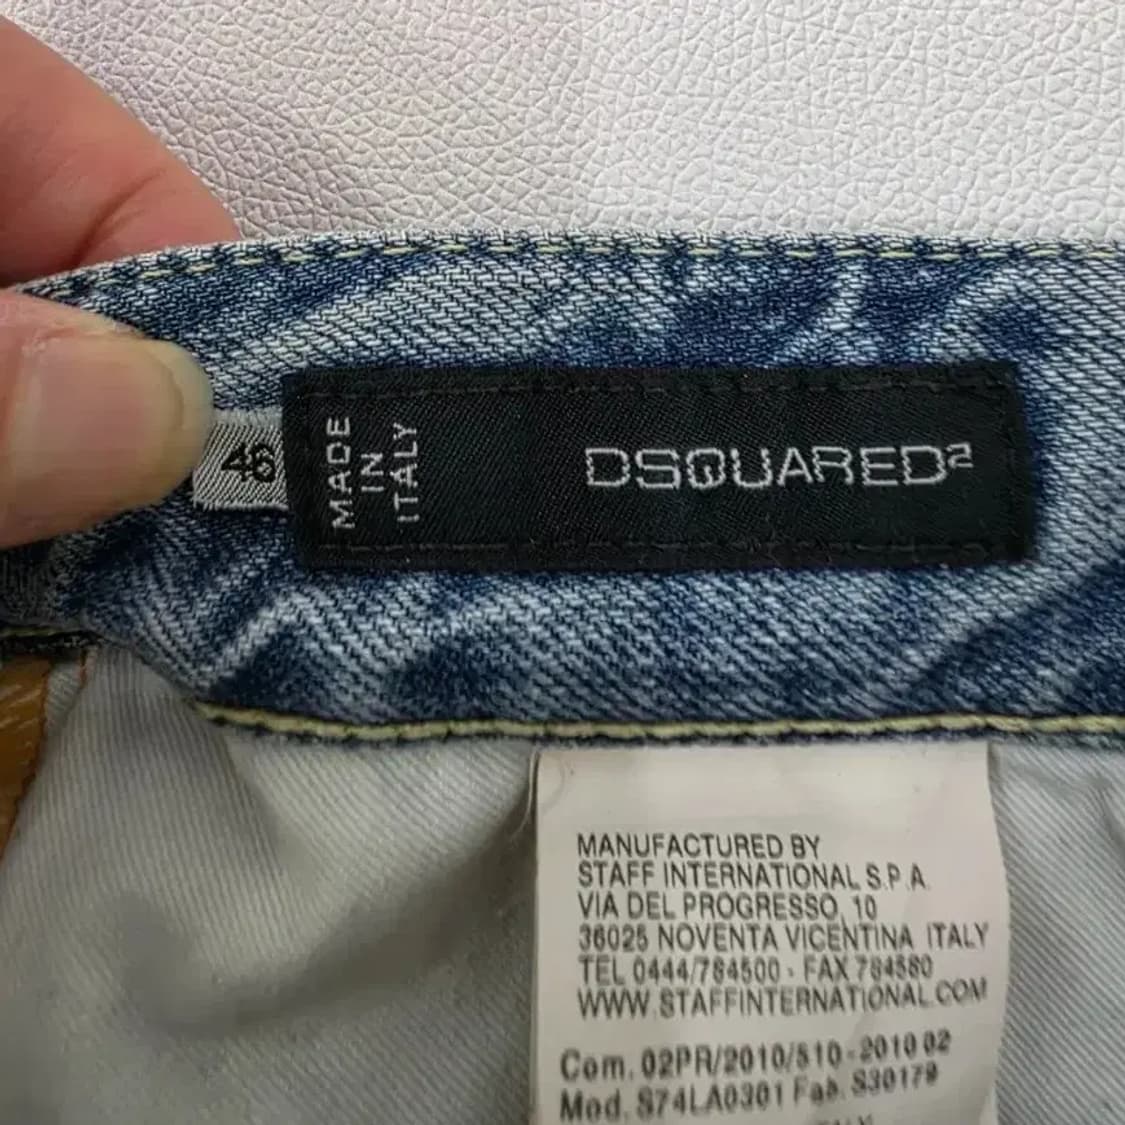 46
MADE
IN
ITALY
DSQUARED2
MANUFACTURED BY
STAFF INTERNATIONAL S.P.A.
VIA DEL PROGRESSO, 10
36025 NOVENTA VICENTINA ITALY
TEL 0444/784500 - FAX 784580
WWW.STAFFINTERNATIONAL.COM
Com. 02PR/2010/510-2010 02
Mod. S74LA0301 Fab. S30179